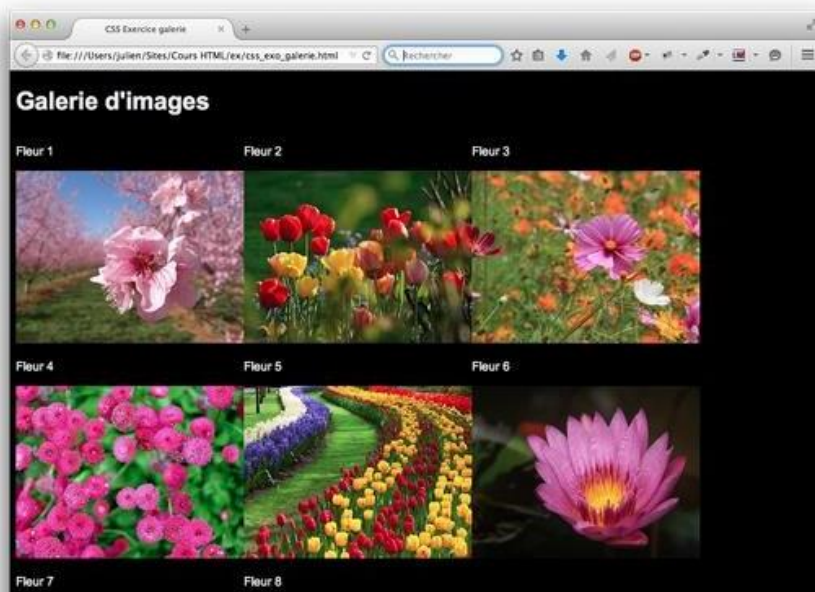 CSS Exercice galerie
file:///Users/julien/Sites/Cours HTML/ex/css_exo_galerie.html
Rechercher
Galerie d'images
Fleur 1
Fleur 2
Fleur 3
Fleur 4
Fleur 5
Fleur 6
Fleur 7
Fleur 8